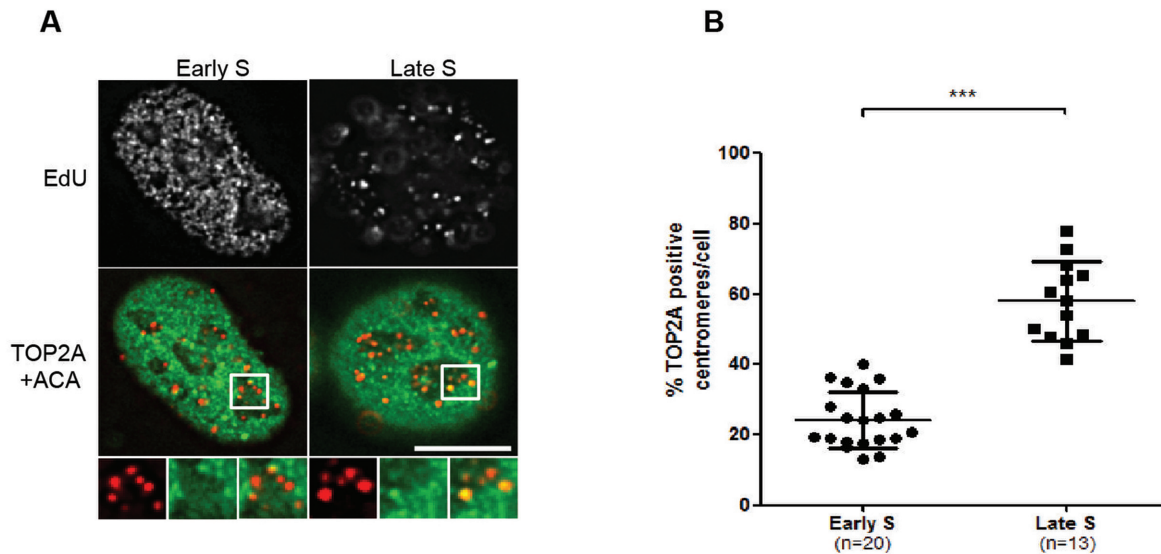 A
Early S
Late S
EdU
TOP2A
+ACA
B
***
% TOP2A positive
centromeres/cell
100
80
60
40
20
0
Early S
(n=20)
Late S
(n=13)